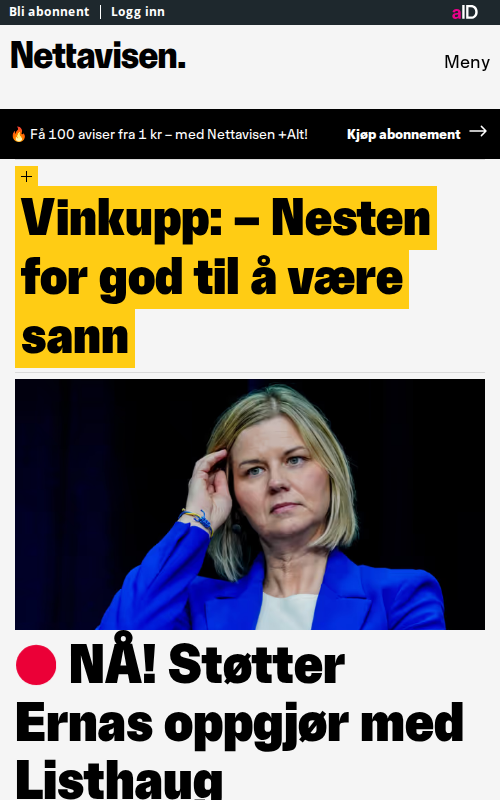 Bli abonnent | Logg inn
aID
Nettavisen.
Meny
🔥 Få 100 aviser fra 1 kr – med Nettavisen +Alt!
Kjøp abonnement →
+
Vinkupp: – Nesten
for god til å være
sann
NÅ! Støtter
Ernas oppgjør med
Listhaug